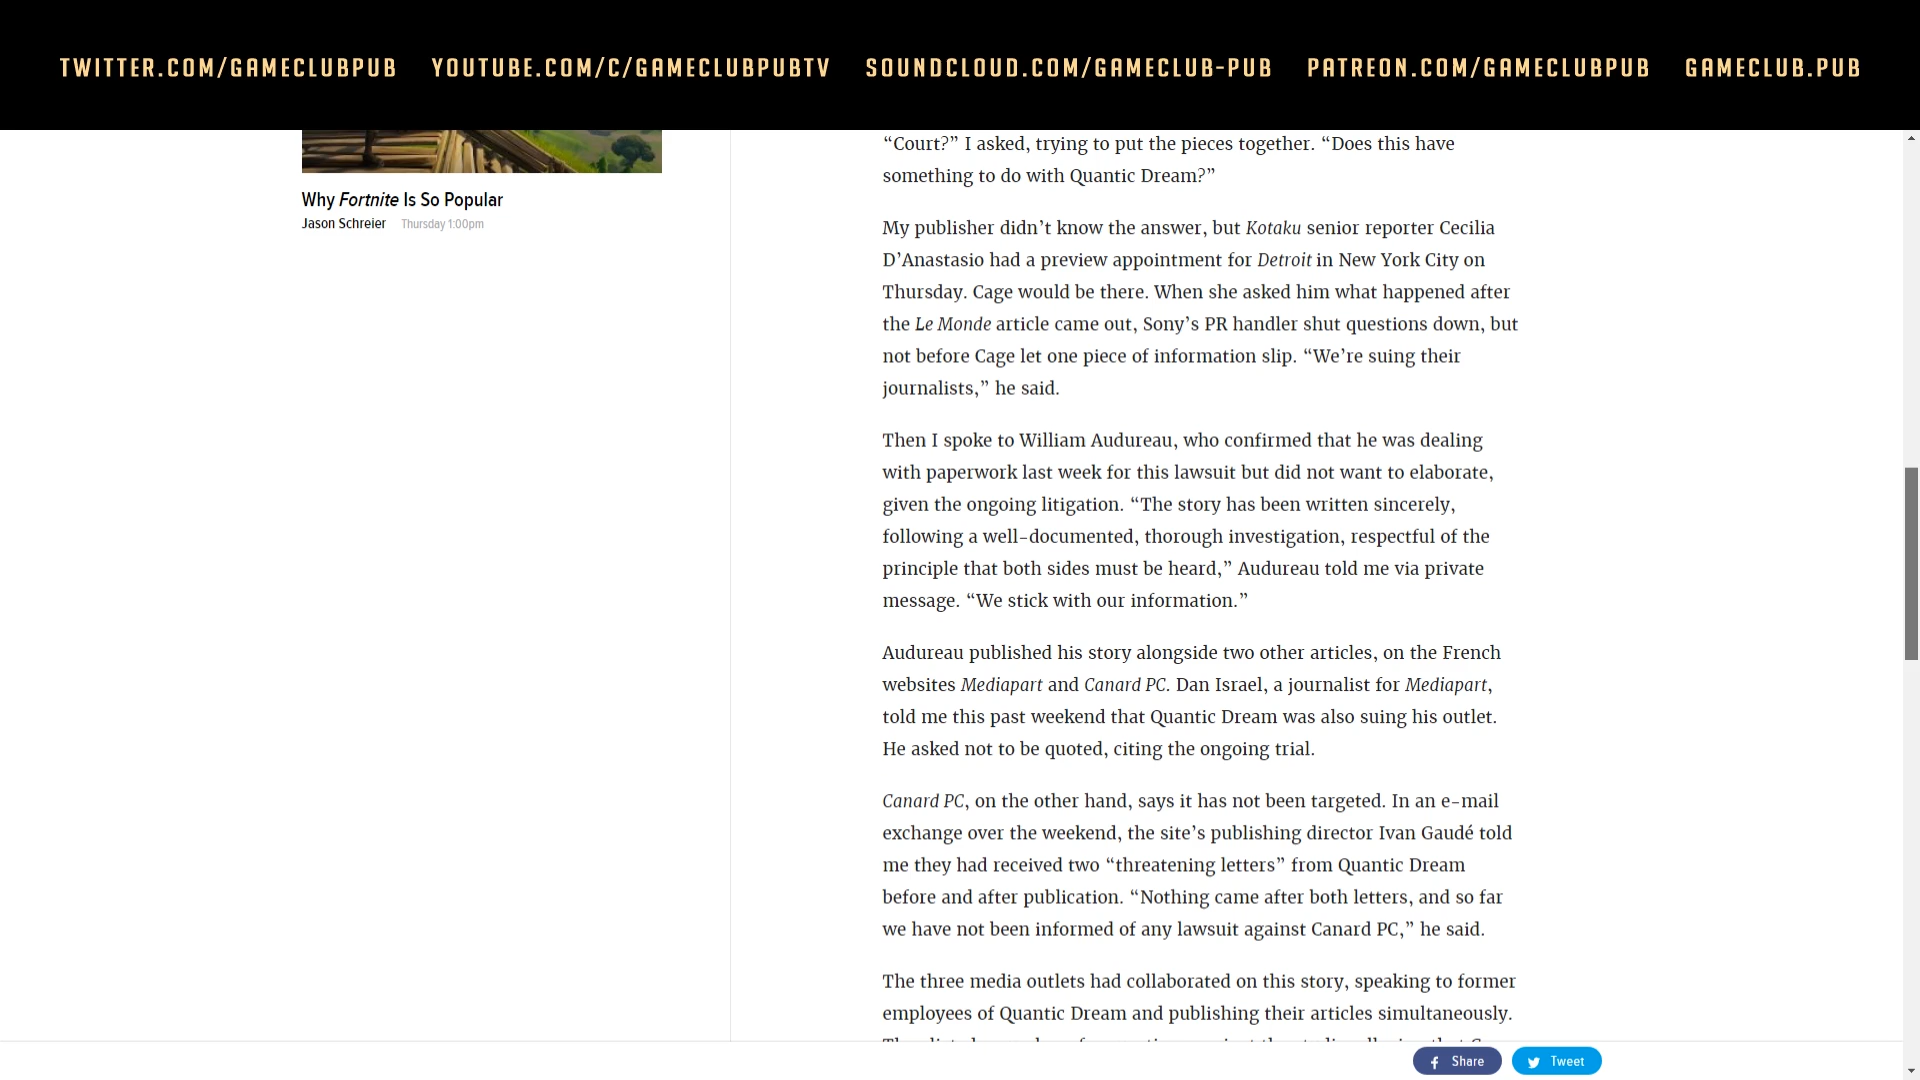 TWITTER.COM/GAMECLUBPUB YOUTUBE.COM/C/GAMECLUBPUBTV SOUNDCLOUD.COM/GAMECLUB-PUB PATREON.COM/GAMECLUBPUB GAMECLUB.PUB
Why Fortnite Is So Popular
Jason Schreier Thursday 1:00pm
“Court?” I asked, trying to put the pieces together. “Does this have
something to do with Quantic Dream?”
My publisher didn’t know the answer, but Kotaku senior reporter Cecilia
D’Anastasio had a preview appointment for Detroit in New York City on
Thursday. Cage would be there. When she asked him what happened after
the Le Monde article came out, Sony’s PR handler shut questions down, but
not before Cage let one piece of information slip. “We’re suing their
journalists,” he said.
Then I spoke to William Audureau, who confirmed that he was dealing
with paperwork last week for this lawsuit but did not want to elaborate,
given the ongoing litigation. “The story has been written sincerely,
following a well-documented, thorough investigation, respectful of the
principle that both sides must be heard,” Audureau told me via private
message. “We stick with our information.”
Audureau published his story alongside two other articles, on the French
websites Mediapart and Canard PC. Dan Israel, a journalist for Mediapart,
told me this past weekend that Quantic Dream was also suing his outlet.
He asked not to be quoted, citing the ongoing trial.
Canard PC, on the other hand, says it has not been targeted. In an e-mail
exchange over the weekend, the site’s publishing director Ivan Gaudé told
me they had received two “threatening letters” from Quantic Dream
before and after publication. “Nothing came after both letters, and so far
we have not been informed of any lawsuit against Canard PC,” he said.
The three media outlets had collaborated on this story, speaking to former
employees of Quantic Dream and publishing their articles simultaneously.
Share Tweet